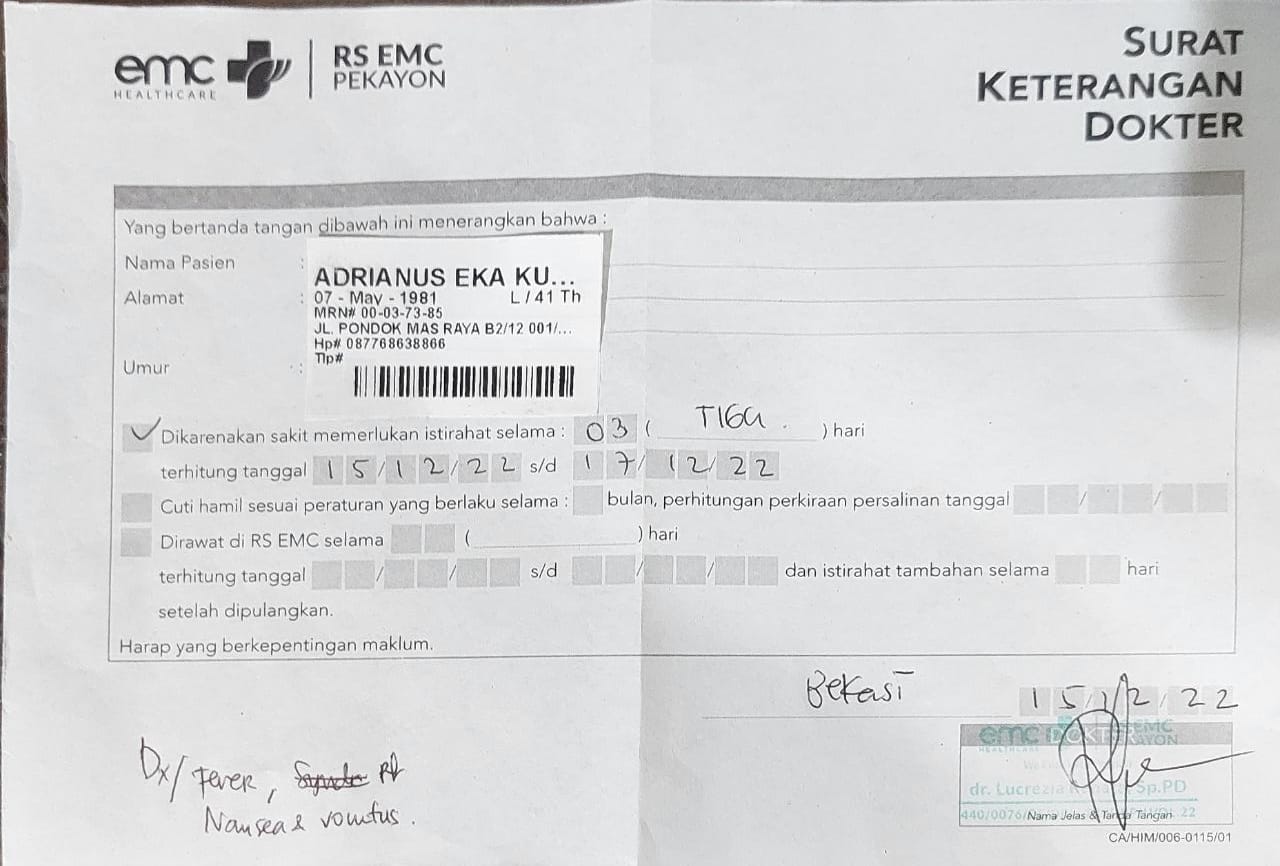 emc
HEALTHCARE
RS EMC
PEKAYON
SURAT
KETERANGAN
DOKTER
Yang bertanda tangan dibawah ini menerangkan bahwa :
Nama Pasien :
ADRIANUS EKA KU...
Alamat : 07 - May - 1981 L / 41 Th
MRN# 00-03-73-85
JL. PONDOK MAS RAYA B2/12 001/...
Hp# 087768638866
Tlp#
Umur :
Dikarenakan sakit memerlukan istirahat selama : 03 ( TIGA . ) hari
terhitung tanggal 15/12/22 s/d 17/12/22
Cuti hamil sesuai peraturan yang berlaku selama : bulan, perhitungan perkiraan persalinan tanggal / /
Dirawat di RS EMC selama ( ) hari
terhitung tanggal / / s/d / / dan istirahat tambahan selama hari
setelah dipulangkan.
Harap yang berkepentingan maklum.
Bekasi 15/12/22
emc DOKTER EMC
HEALTHCARE PEKAYON
dr. Lucrezia Sp.PD
440/0076/ 22
Nama Jelas & Tanda Tangan
CA/HIM/006-0115/01
Dx/ Fever,
Nausea & vomitus.